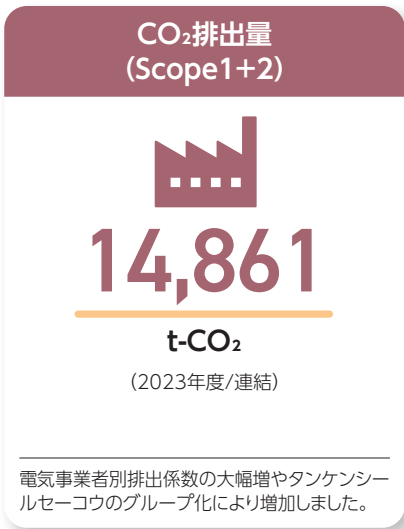 CO₂排出量
(Scope1+2)
14,861
t-CO₂
(2023年度/連結)
電気事業者別排出係数の大幅増やタンケンシー
ルセーコウのグループ化により増加しました。